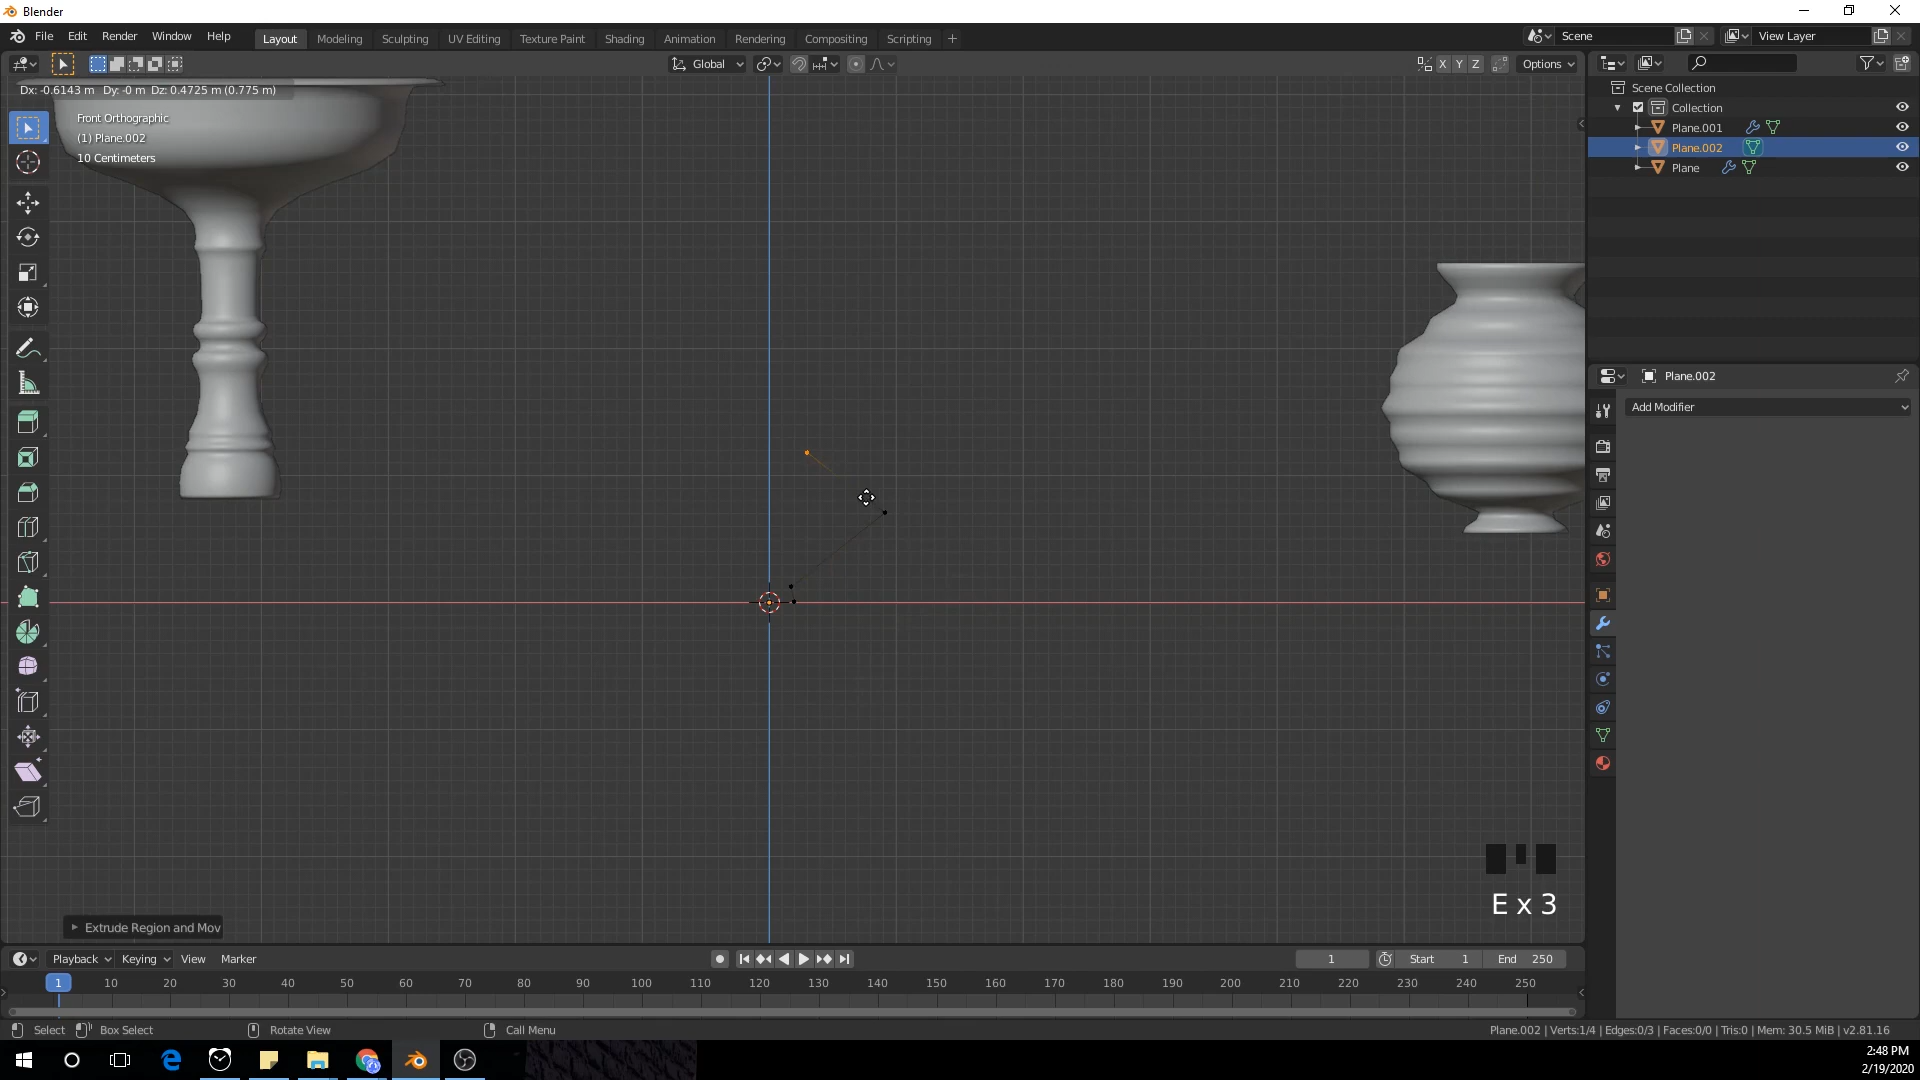 Blender
File Edit Render Window Help Layout Modeling Sculpting UV Editing Texture Paint Shading Animation Rendering Compositing Scripting + Scene View Layer
Global X Y Z Options
Dx: -0.6143 m Dy: -0 m Dz: 0.4725 m (0.775 m)
Front Orthographic
(1) Plane.002
10 Centimeters
Scene Collection
Collection
Plane.001
Plane.002
Plane
Plane.002
Add Modifier
E x 3
Extrude Region and Mov
Playback Keying View Marker 1 Start 1 End 250
1 10 20 30 40 50 60 70 80 90 100 110 120 130 140 150 160 170 180 190 200 210 220 230 240 250
Select Box Select Rotate View Call Menu Plane.002 | Verts:1/4 | Edges:0/3 | Faces:0/0 | Tris:0 | Mem: 30.5 MiB | v2.81.16
2:48 PM
2/19/2020